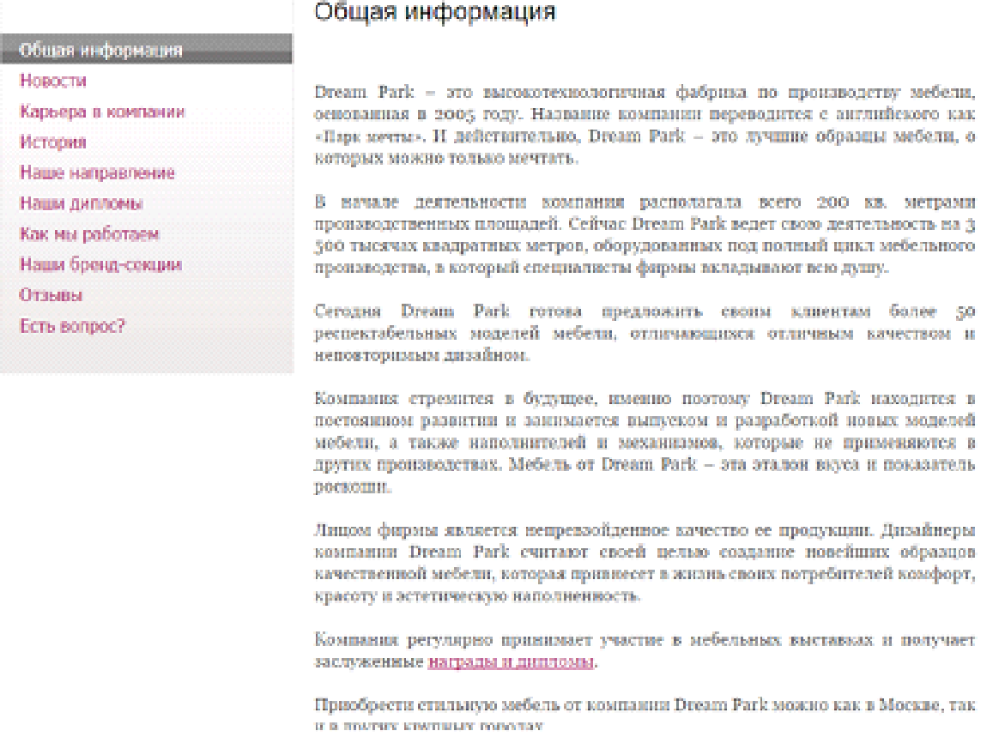 Общая информация
Общая информация
Новости
Карьера в компании
История
Наше направление
Наши дипломы
Как мы работаем
Наши бренд-секции
Отзывы
Есть вопрос?
Dream Park – это высокотехнологичная фабрика по производству мебели,
основанная в 2005 году. Название компании переводится с английского как
«Парк мечты». И действительно, Dream Park – это лучшие образцы мебели, о
которых можно только мечтать.
В начале деятельности компания располагала всего 200 кв. метрами
производственных площадей. Сейчас Dream Park ведет свою деятельность на 3
500 тысячах квадратных метров, оборудованных под полный цикл мебельного
производства, в который специалисты фирмы вкладывают всю душу.
Сегодня Dream Park готова предложить своим клиентам более 50
респектабельных моделей мебели, отличающихся отличным качеством и
неповторимым дизайном.
Компания стремится в будущее, именно поэтому Dream Park находится в
постоянном развитии и занимается выпуском и разработкой новых моделей
мебели, а также наполнителей и механизмов, которые не применяются в
других производствах. Мебель от Dream Park – эта эталон вкуса и показатель
роскоши.
Лицом фирмы является непревзойденное качество ее продукции. Дизайнеры
компании Dream Park считают своей целью создание новейших образцов
качественной мебели, которая привнесет в жизнь своих потребителей комфорт,
красоту и эстетическую наполненность.
Компания регулярно принимает участие в мебельных выставках и получает
заслуженные награды и дипломы.
Приобрести стильную мебель от компании Dream Park можно как в Москве, так
и в других крупных городах